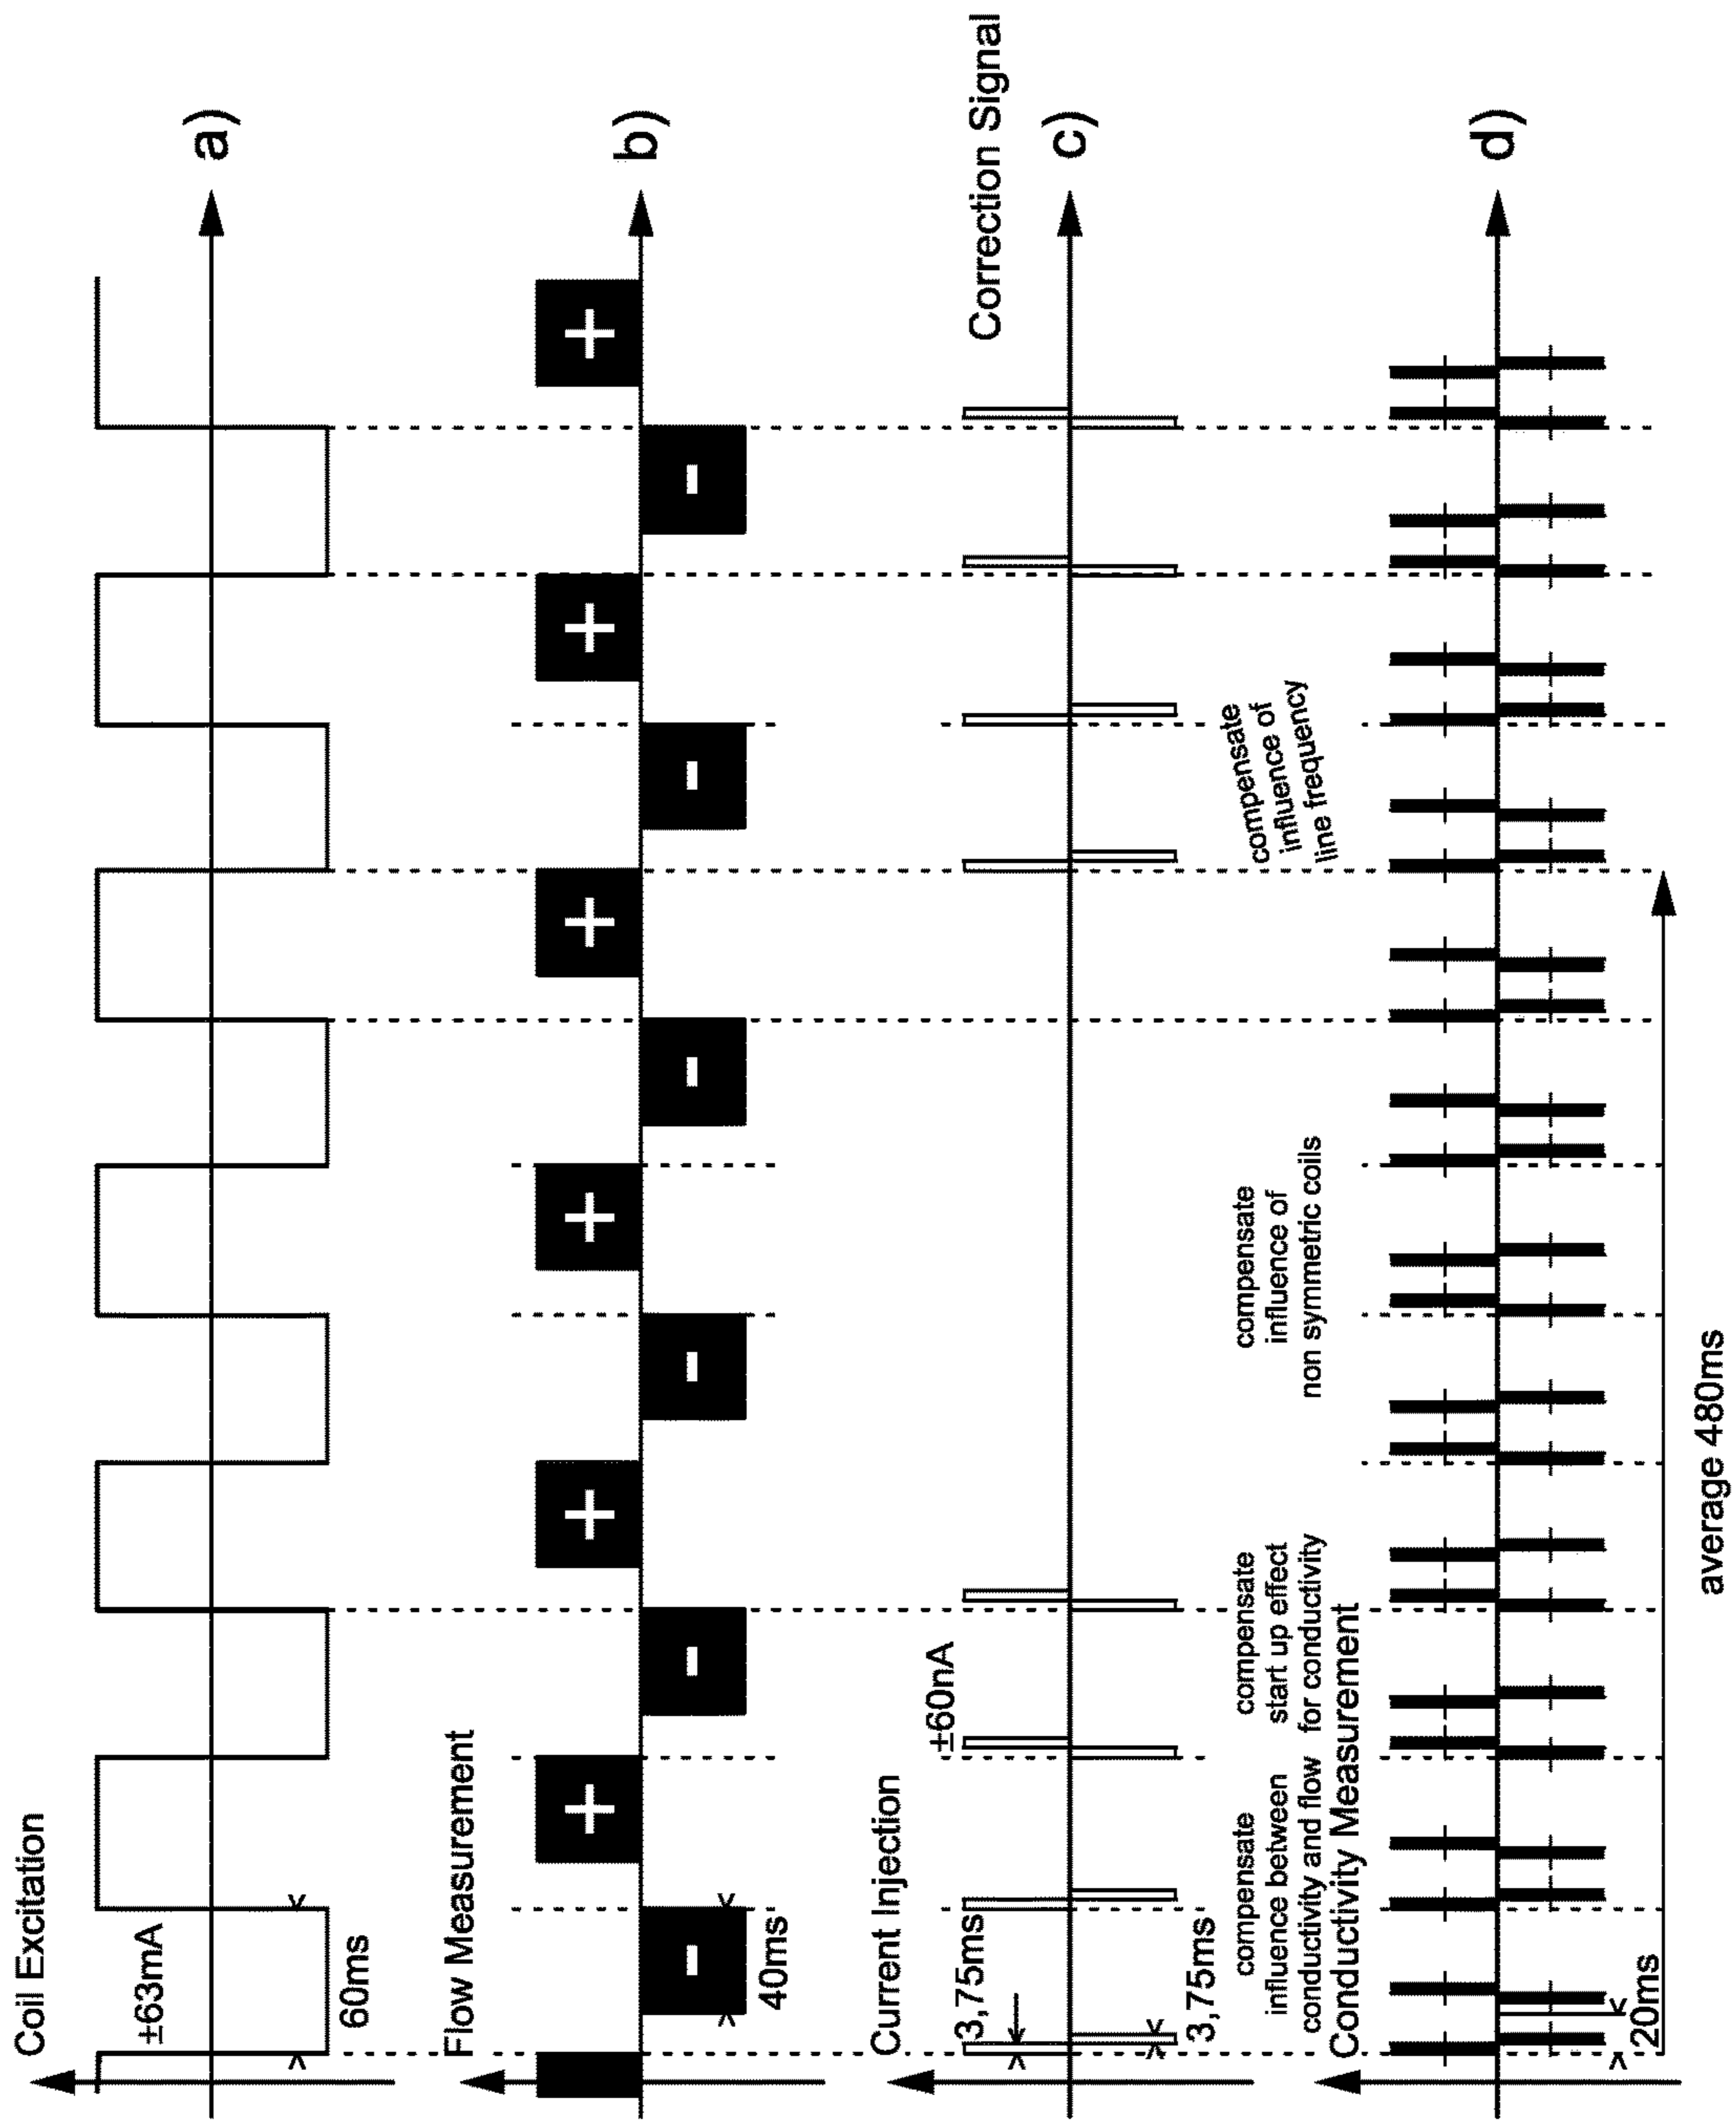 Coil Excitation
±63mA
60ms
a)
Flow Measurement
+
-
+
-
+
-
+
-
+
-
+
-
+
40ms
b)
Current Injection
3,75ms
±60nA
Correction Signal
3,75ms
c)
compensate
influence between
conductivity and flow
compensate
start up effect
for conductivity
compensate
influence of
non symmetric coils
compensate
influence of
line frequency
Conductivity Measurement
20ms
d)
average 480ms